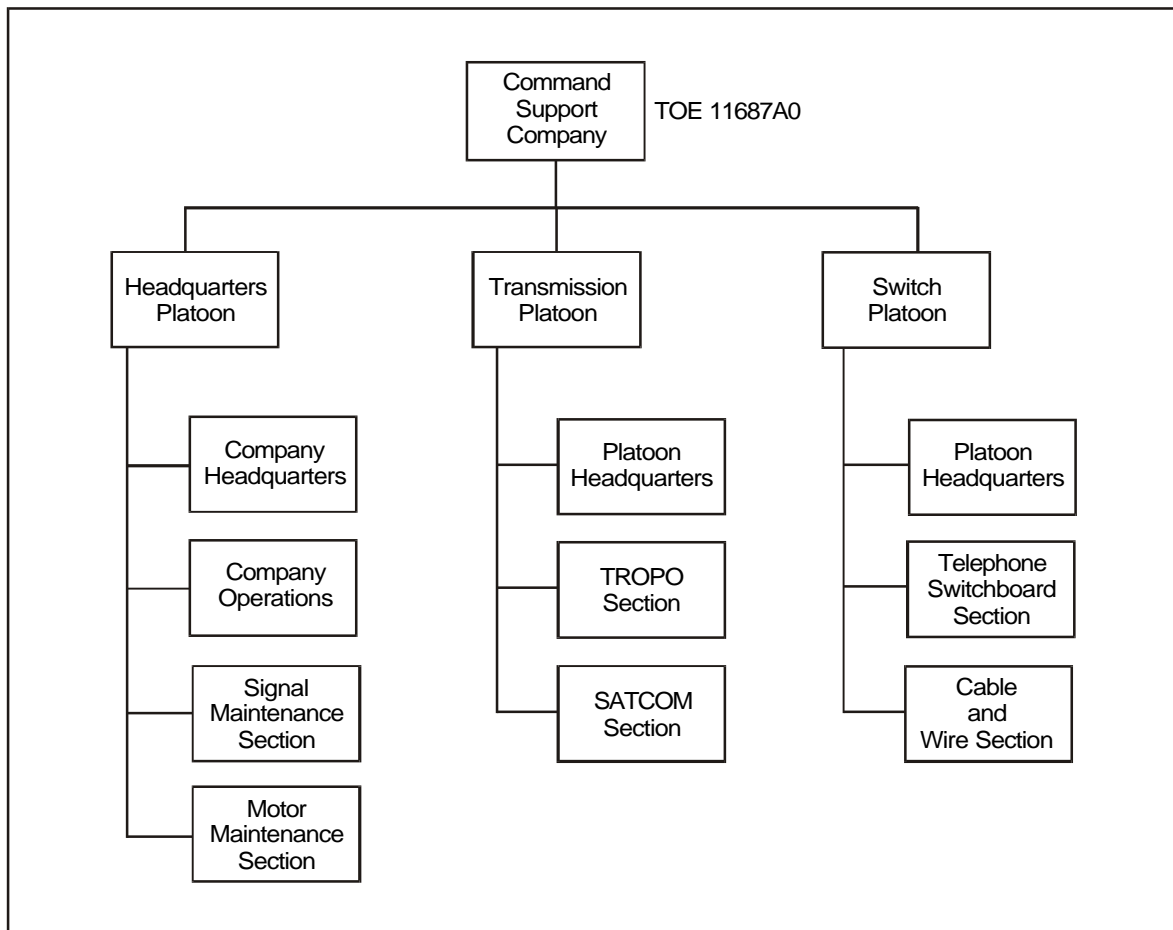 Command
Support
Company
TOE 11687A0
Headquarters
Platoon
Transmission
Platoon
Switch
Platoon
Company
Headquarters
Platoon
Headquarters
Platoon
Headquarters
Company
Operations
TROPO
Section
Telephone
Switchboard
Section
Signal
Maintenance
Section
SATCOM
Section
Cable
and
Wire Section
Motor
Maintenance
Section